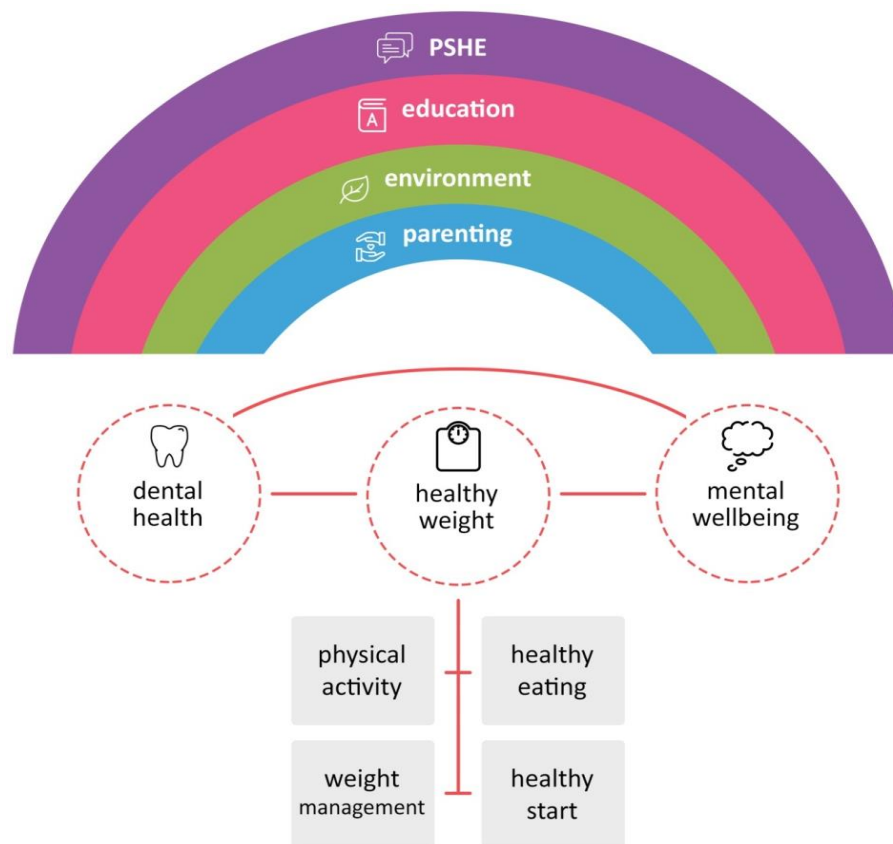 PSHE
A
education
environment
parenting
dental
health
healthy
weight
mental
wellbeing
physical
activity
healthy
eating
weight
management
healthy
start